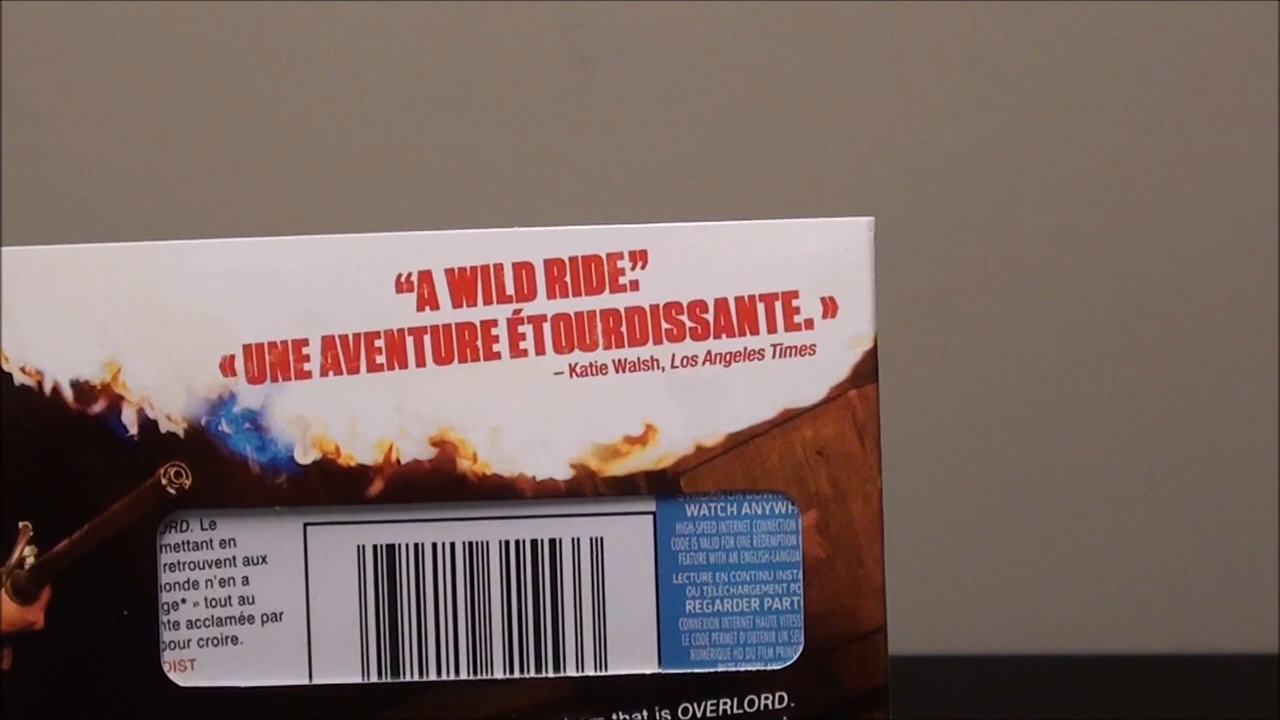 “A WILD RIDE.”
« UNE AVENTURE ÉTOURDISSANTE. »
– Katie Walsh, Los Angeles Times
ORD. Le
mettant en
retrouvent aux
onde n'en a
ge* » tout au
nte acclamée par
pour croire.
DIST
WATCH ANYWH
HIGH-SPEED INTERNET CONNECTION
CODE IS VALID FOR ONE REDEMPTION
FEATURE WITH AN ENGLISH-LANGUA
LECTURE EN CONTINU INSTA
OU TÉLÉCHARGEMENT PO
REGARDER PART
CONNEXION INTERNET HAUTE VITESS
LE CODE PERMET D'OBTENIR UN SEU
NUMÉRIQUE HD DU FILM PRINC
that is OVERLORD.